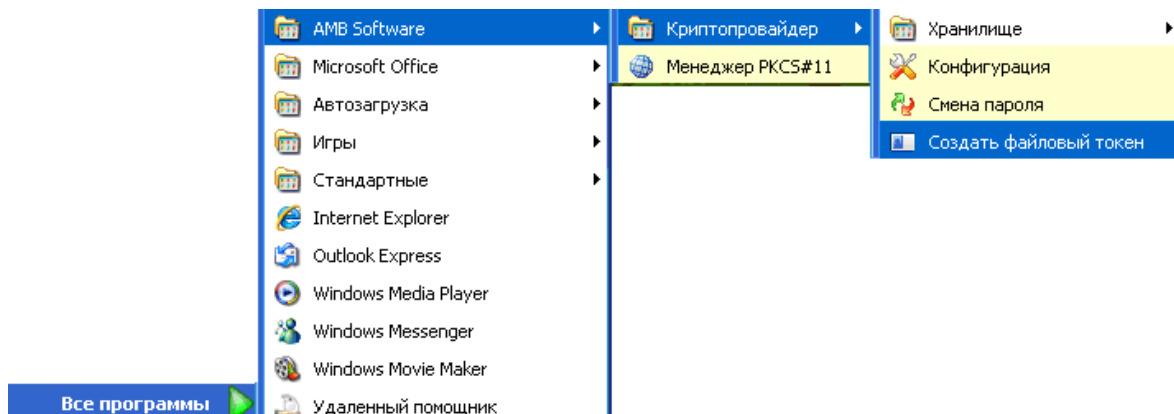 AMB Software
Microsoft Office
Автозагрузка
Игры
Стандартные
Internet Explorer
Outlook Express
Windows Media Player
Windows Messenger
Windows Movie Maker
Удаленный помощник
Все программы
Криптопровайдер
Менеджер PKCS#11
Хранилище
Конфигурация
Смена пароля
Создать файловый токен